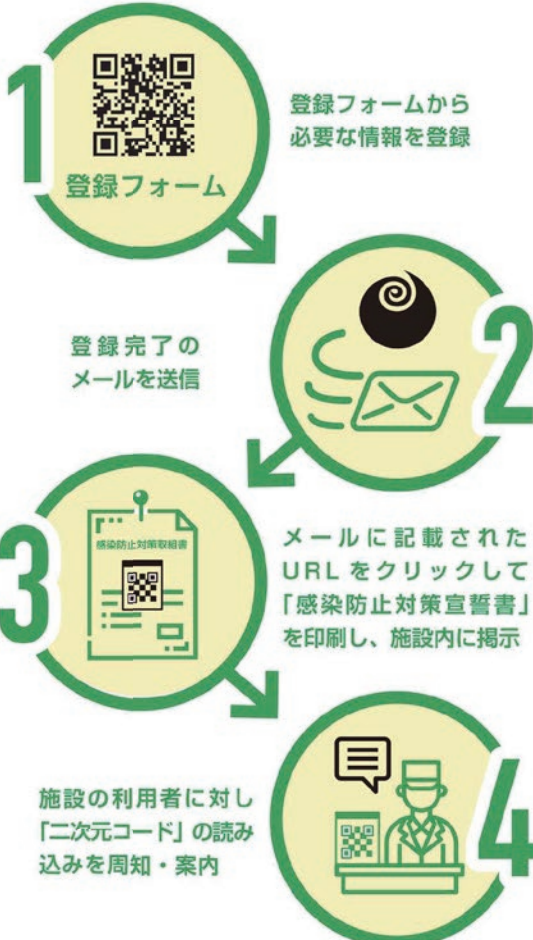 1
登録フォーム
登録フォームから
必要な情報を登録
2
登録完了の
メールを送信
3
感染防止対策取組書
メールに記載された
URLをクリックして
「感染防止対策宣誓書」
を印刷し、施設内に掲示
4
施設の利用者に対し
「二次元コード」の読み
込みを周知・案内